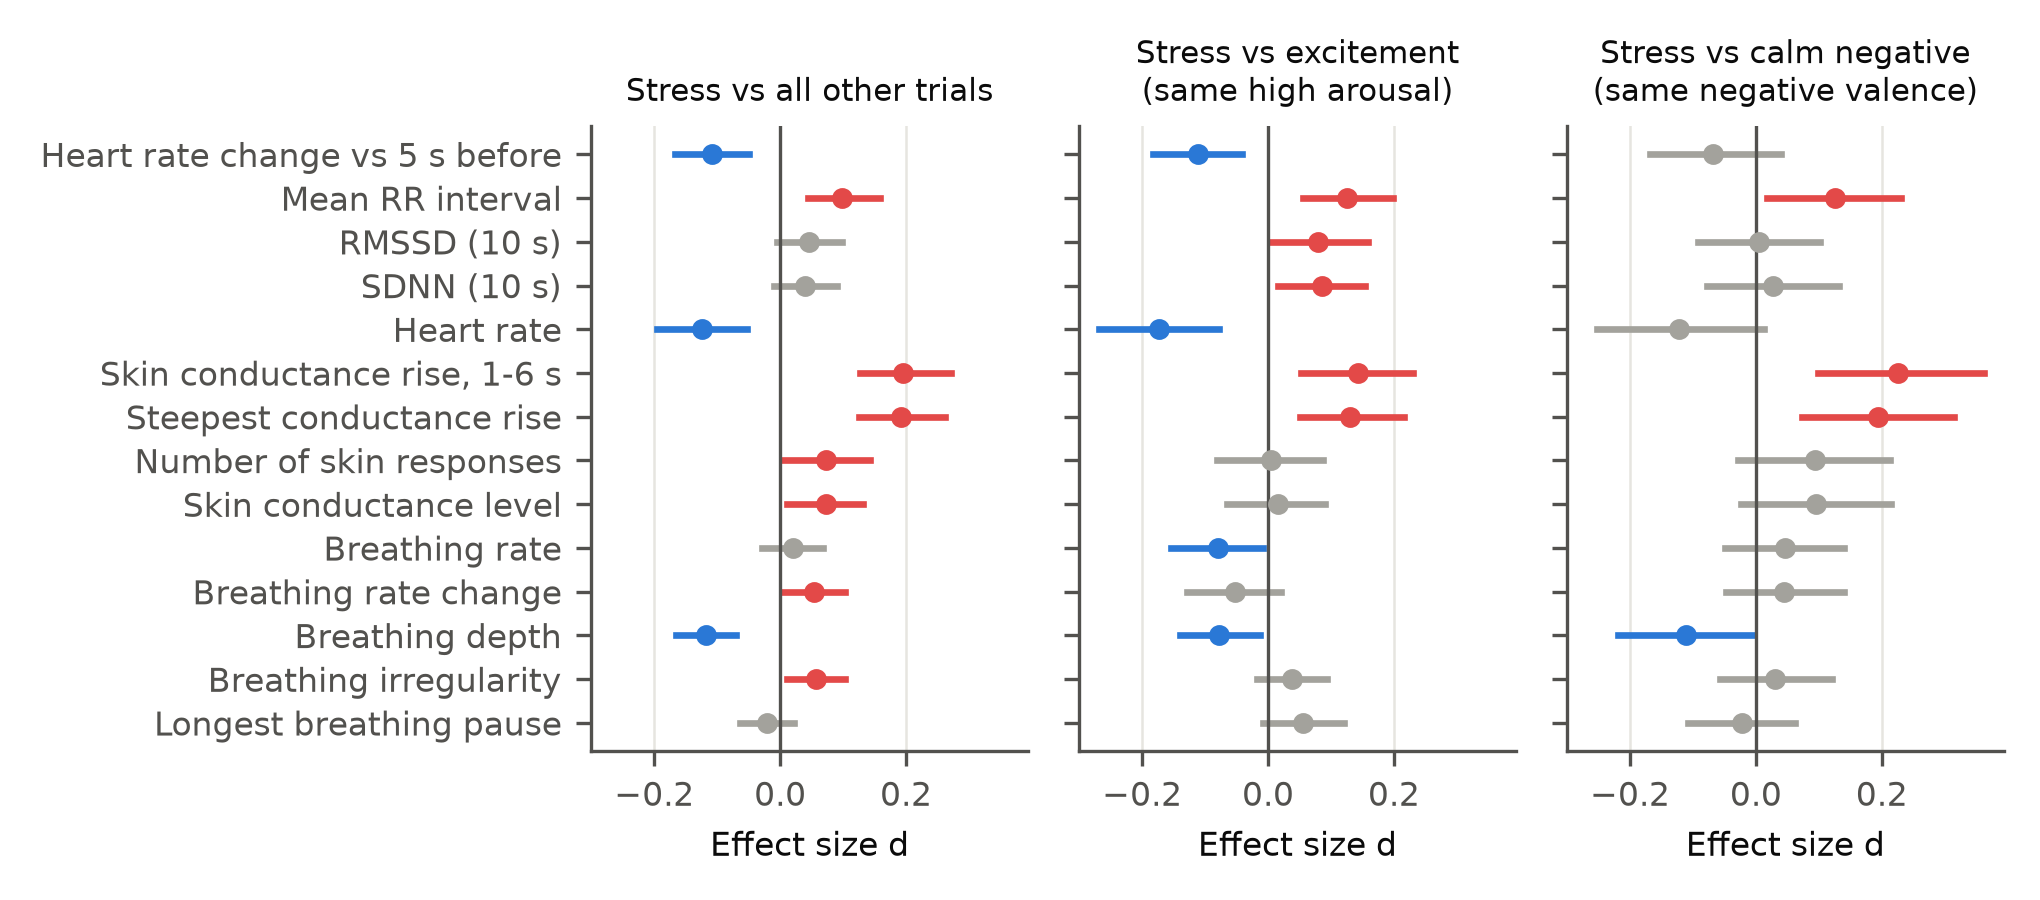 Stress vs all other trials
Stress vs excitement
(same high arousal)
Stress vs calm negative
(same negative valence)
Heart rate change vs 5 s before
Mean RR interval
RMSSD (10 s)
SDNN (10 s)
Heart rate
Skin conductance rise, 1-6 s
Steepest conductance rise
Number of skin responses
Skin conductance level
Breathing rate
Breathing rate change
Breathing depth
Breathing irregularity
Longest breathing pause
−0.2 0.0 0.2
−0.2 0.0 0.2
−0.2 0.0 0.2
Effect size d
Effect size d
Effect size d